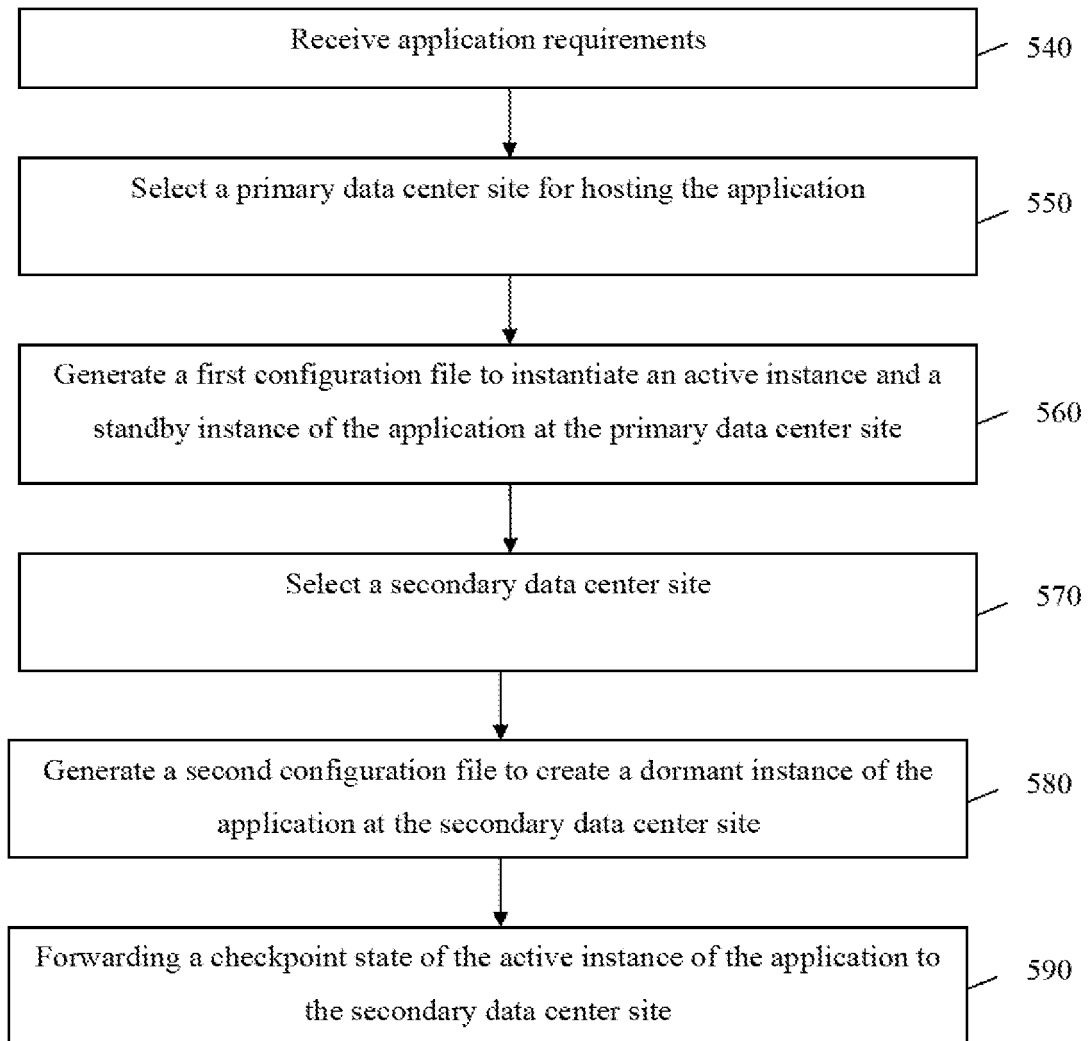 Receive application requirements
540
Select a primary data center site for hosting the application
550
Generate a first configuration file to instantiate an active instance and a
standby instance of the application at the primary data center site
560
Select a secondary data center site
570
Generate a second configuration file to create a dormant instance of the
application at the secondary data center site
580
Forwarding a checkpoint state of the active instance of the application to
the secondary data center site
590